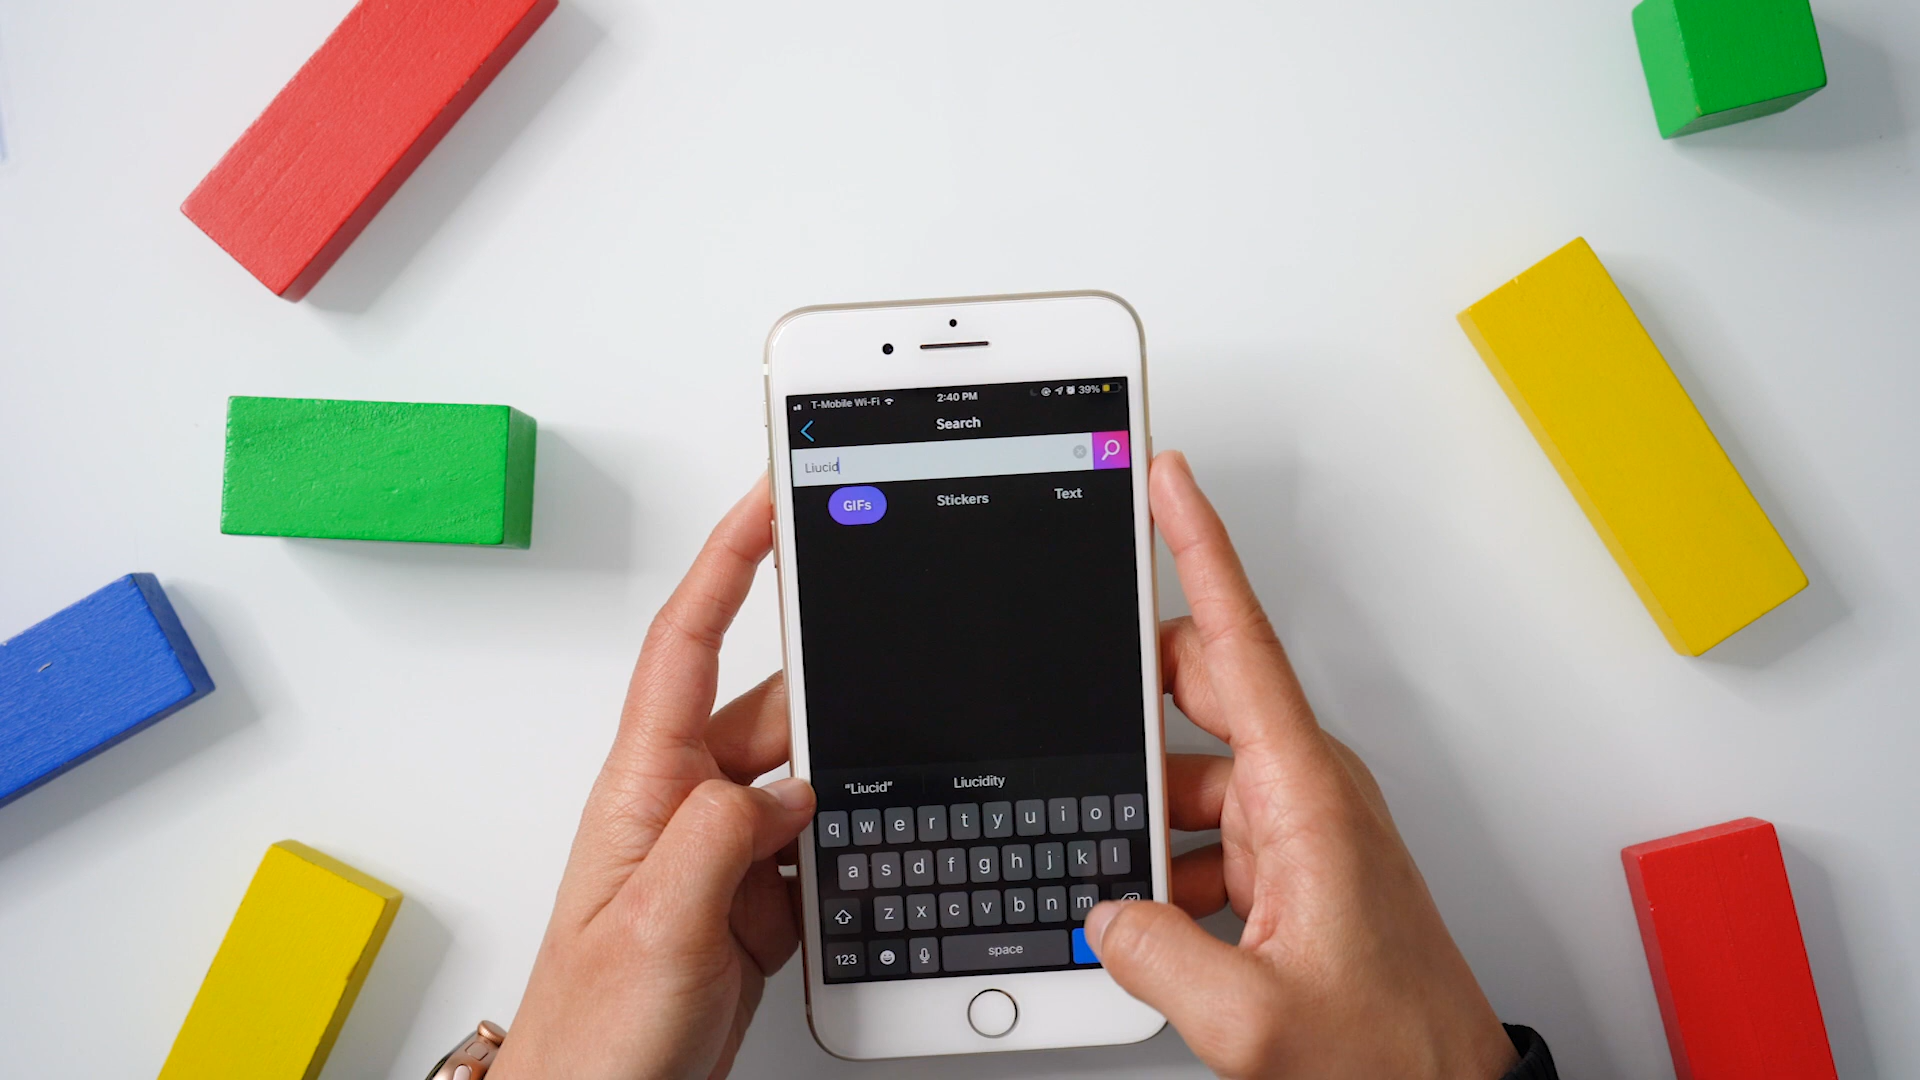 T-Mobile Wi-Fi 2:40 PM 39%
Search
Liucid
GIFs Stickers Text
"Liucid" Liucidity
q w e r t y u i o p
a s d f g h j k l
z x c v b n m
123 space